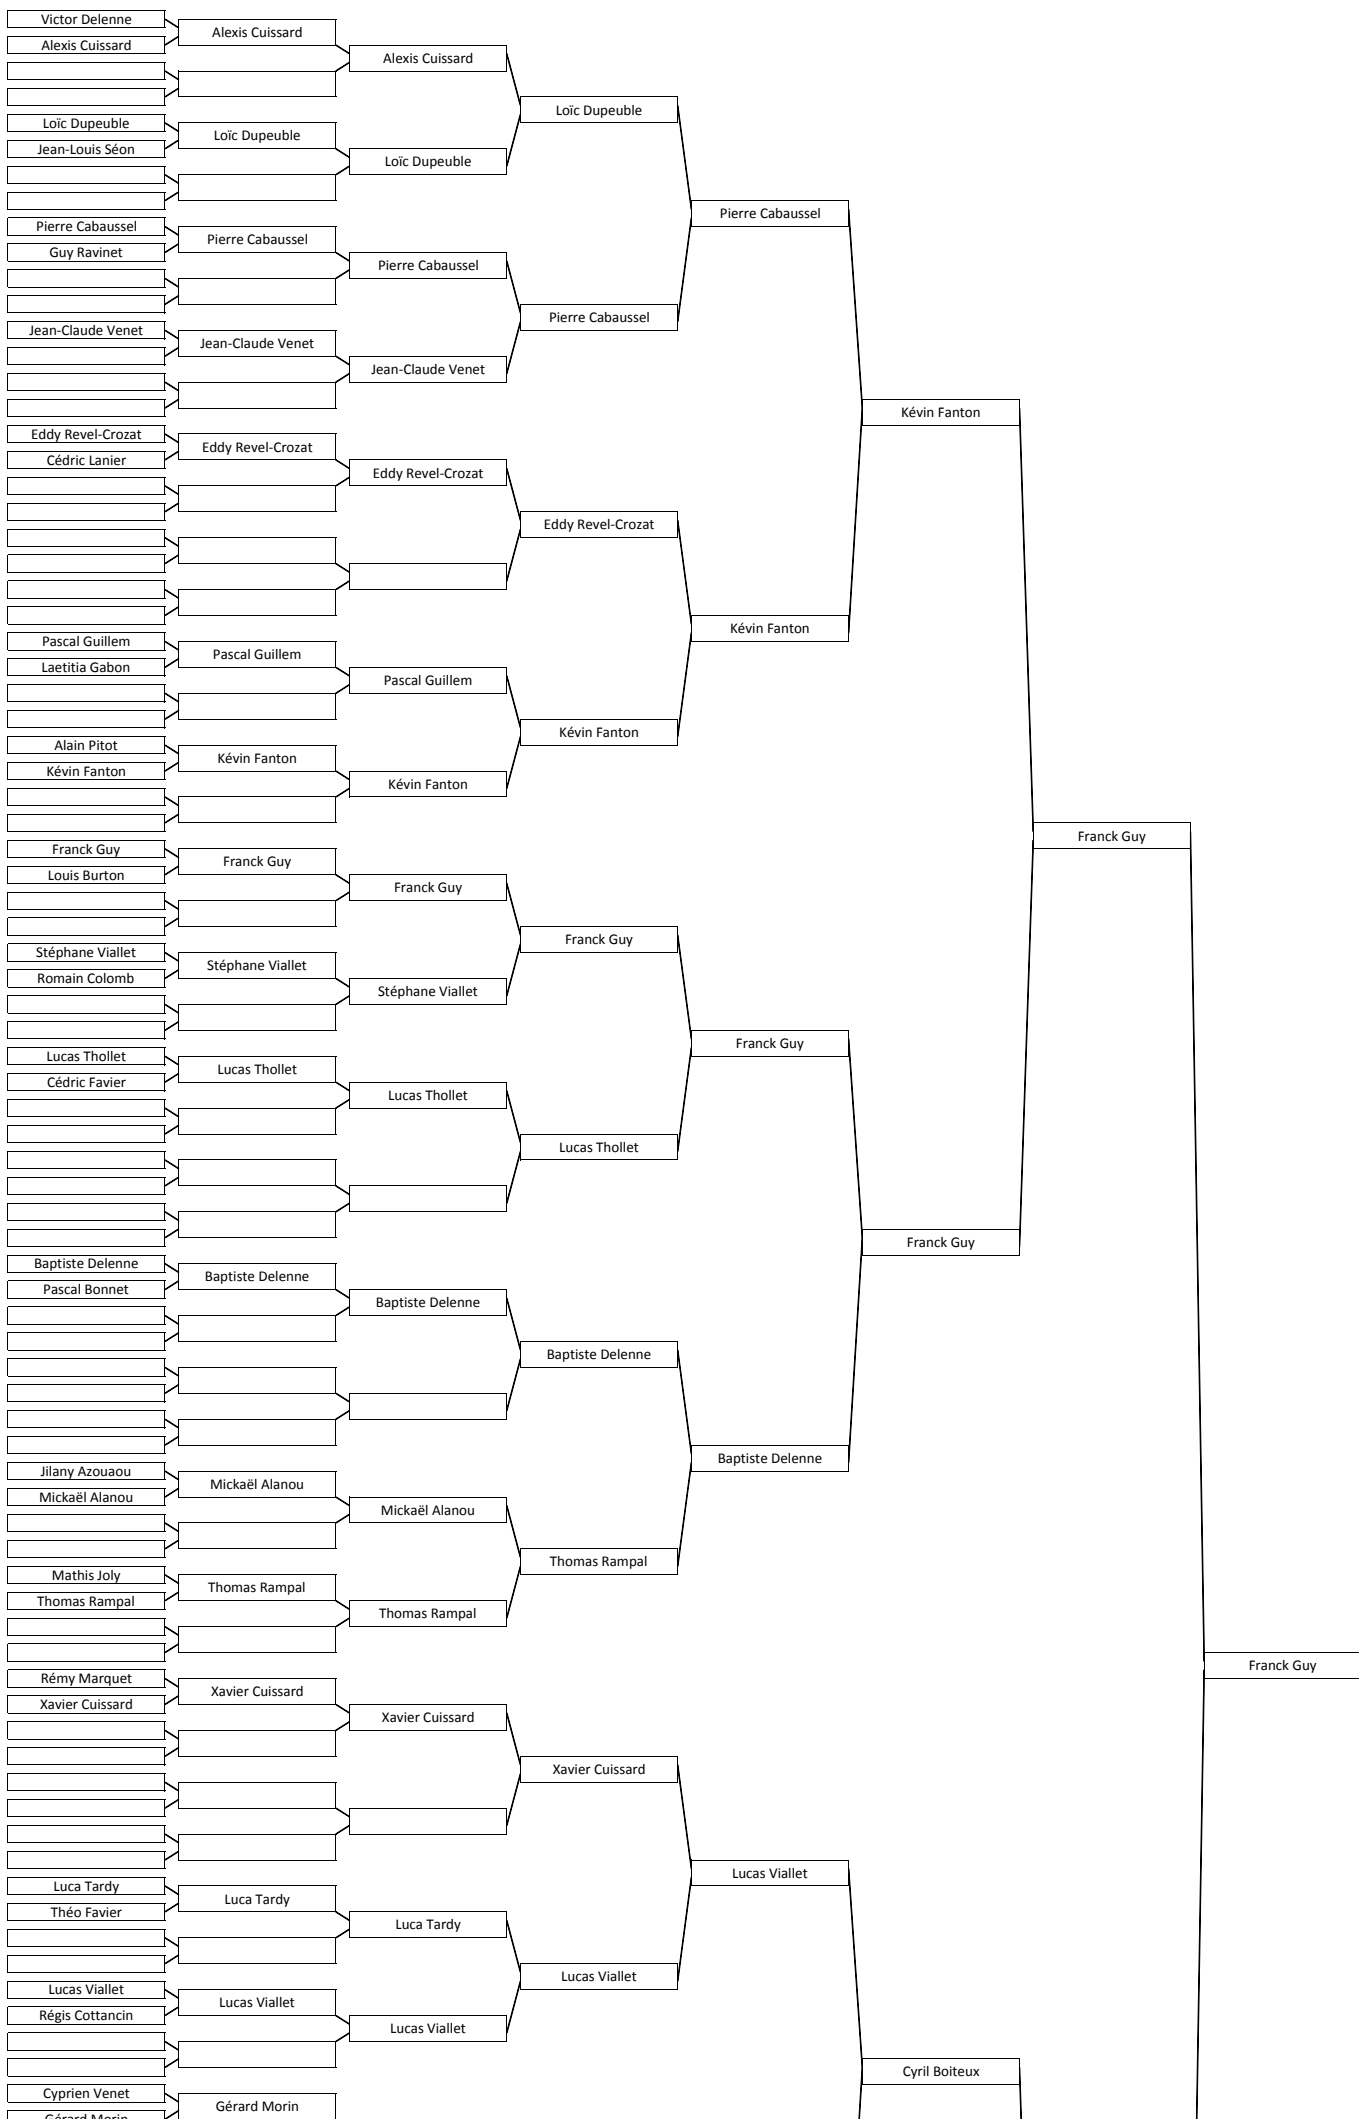 Victor Delenne
Alexis Cuissard
Alexis Cuissard
Alexis Cuissard
Loïc Dupeuble
Loïc Dupeuble
Jean-Louis Séon
Loïc Dupeuble
Loïc Dupeuble
Pierre Cabaussel
Pierre Cabaussel
Guy Ravinet
Pierre Cabaussel
Pierre Cabaussel
Pierre Cabaussel
Jean-Claude Venet
Jean-Claude Venet
Jean-Claude Venet
Kévin Fanton
Eddy Revel-Crozat
Cédric Lanier
Eddy Revel-Crozat
Eddy Revel-Crozat
Eddy Revel-Crozat
Kévin Fanton
Pascal Guillem
Laetitia Gabon
Pascal Guillem
Pascal Guillem
Kévin Fanton
Alain Pitot
Kévin Fanton
Kévin Fanton
Kévin Fanton
Franck Guy
Franck Guy
Louis Burton
Franck Guy
Franck Guy
Franck Guy
Stéphane Viallet
Romain Colomb
Stéphane Viallet
Stéphane Viallet
Franck Guy
Lucas Thollet
Cédric Favier
Lucas Thollet
Lucas Thollet
Lucas Thollet
Franck Guy
Baptiste Delenne
Pascal Bonnet
Baptiste Delenne
Baptiste Delenne
Baptiste Delenne
Baptiste Delenne
Jilany Azouaou
Mickaël Alanou
Mickaël Alanou
Mickaël Alanou
Thomas Rampal
Mathis Joly
Thomas Rampal
Thomas Rampal
Thomas Rampal
Franck Guy
Rémy Marquet
Xavier Cuissard
Xavier Cuissard
Xavier Cuissard
Xavier Cuissard
Lucas Viallet
Luca Tardy
Théo Favier
Luca Tardy
Luca Tardy
Lucas Viallet
Lucas Viallet
Régis Cottancin
Lucas Viallet
Lucas Viallet
Cyril Boiteux
Cyprien Venet
Gérard Morin
Gérard Morin